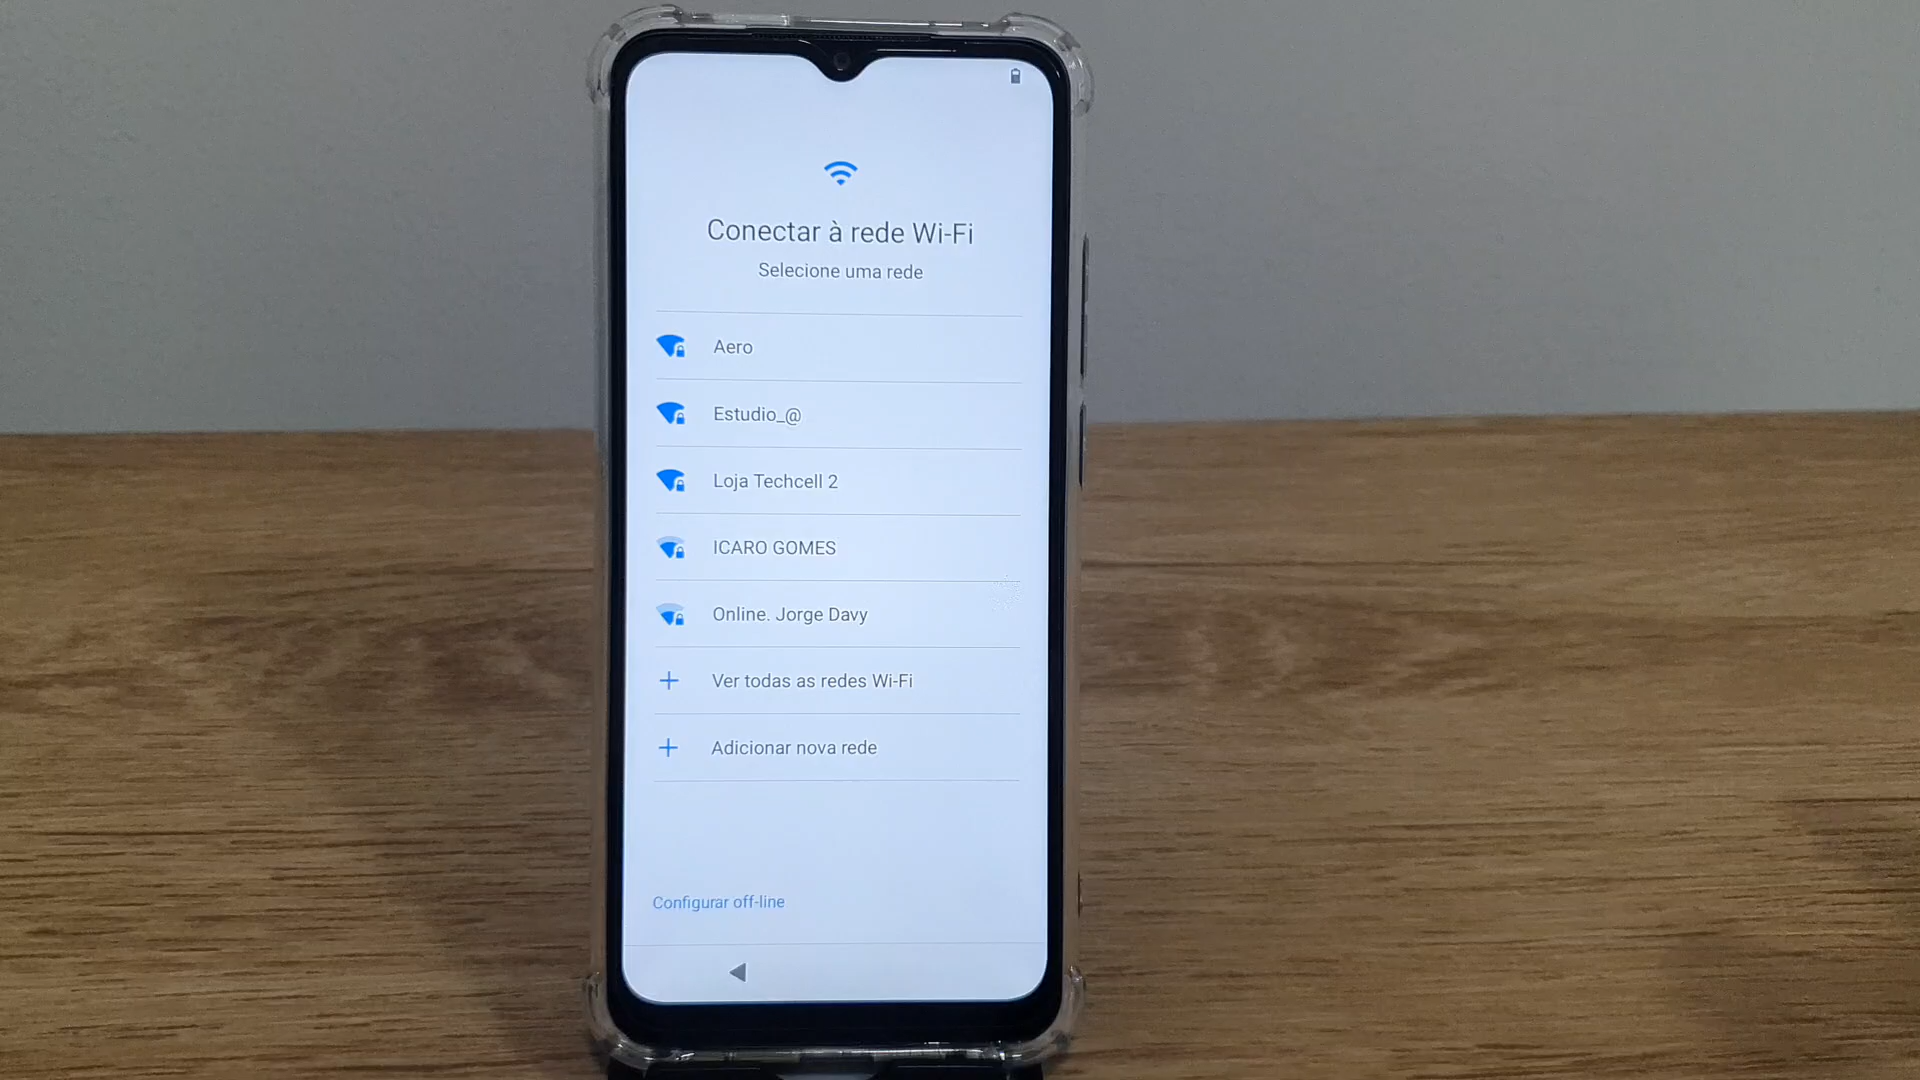 Conectar à rede Wi-Fi
Selecione uma rede
Aero
Estudio_@
Loja Techcell 2
ICARO GOMES
Online. Jorge Davy
Ver todas as redes Wi-Fi
Adicionar nova rede
Configurar off-line